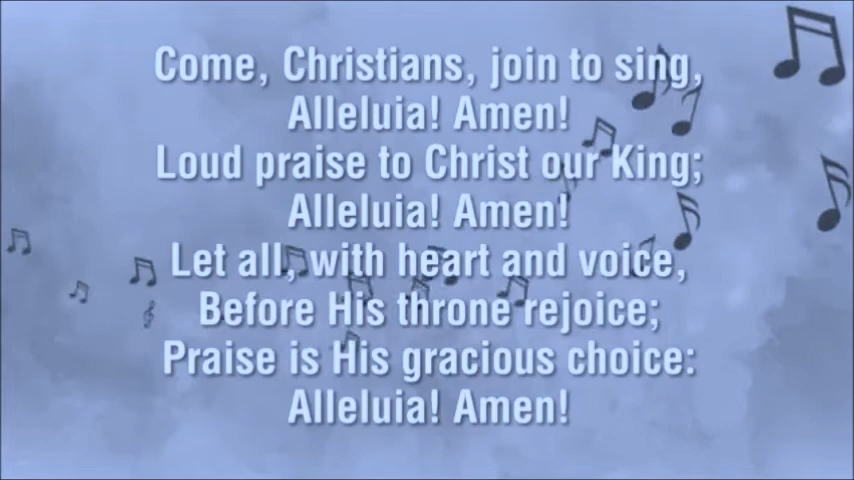 Come, Christians, join to sing,
Alleluia! Amen!
Loud praise to Christ our King;
Alleluia! Amen!
Let all, with heart and voice,
Before His throne rejoice;
Praise is His gracious choice:
Alleluia! Amen!